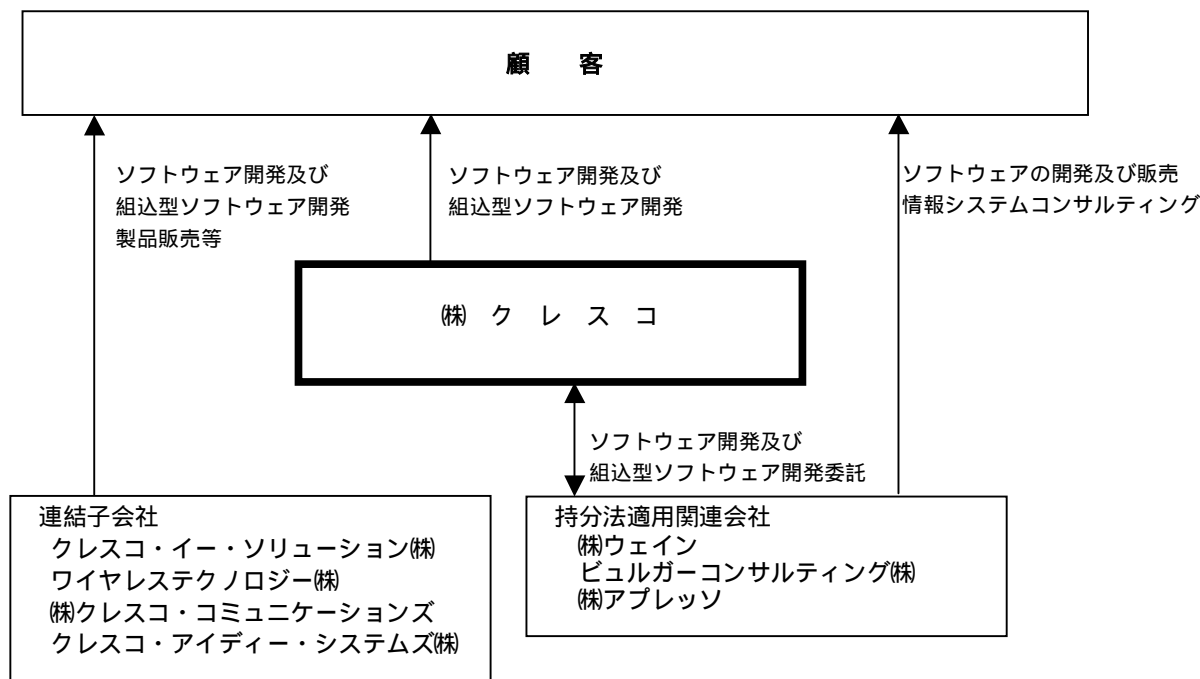 顧　客
ソフトウェア開発及び
組込型ソフトウェア開発
製品販売等
ソフトウェア開発及び
組込型ソフトウェア開発
ソフトウェアの開発及び販売
情報システムコンサルティング
㈱ ク レ ス コ
ソフトウェア開発及び
組込型ソフトウェア開発委託
連結子会社
クレスコ・イー・ソリューション㈱
ワイヤレステクノロジー㈱
㈱クレスコ・コミュニケーションズ
クレスコ・アイディー・システムズ㈱
持分法適用関連会社
㈱ウェイン
ビュルガーコンサルティング㈱
㈱アプレッソ